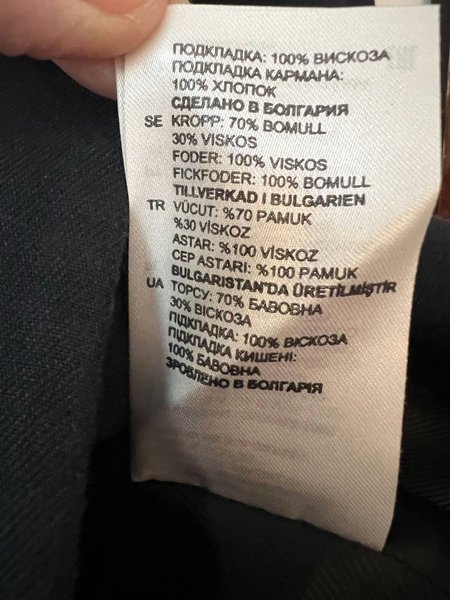 ПОДКЛАДКА: 100% ВИСКОЗА
ПОДКЛАДКА КАРМАНА:
100% ХЛОПОК
СДЕЛАНО В БОЛГАРИЯ
SE KROPP: 70% BOMULL
30% VISKOS
FODER: 100% VISKOS
FICKFODER: 100% BOMULL
TILLVERKAD I BULGARIEN
TR VÜCUT: %70 PAMUK
%30 VİSKOZ
ASTAR: %100 VİSKOZ
CEP ASTARI: %100 PAMUK
BULGARISTAN'DA ÜRETİLMİŞTİR
UA ТОРСУ: 70% БАВОВНА
30% ВІСКОЗА
ПІДКЛАДКА: 100% ВІСКОЗА
ПІДКЛАДКА КИШЕНІ:
100% БАВОВНА
ЗРОБЛЕНО В БОЛГАРІЯ